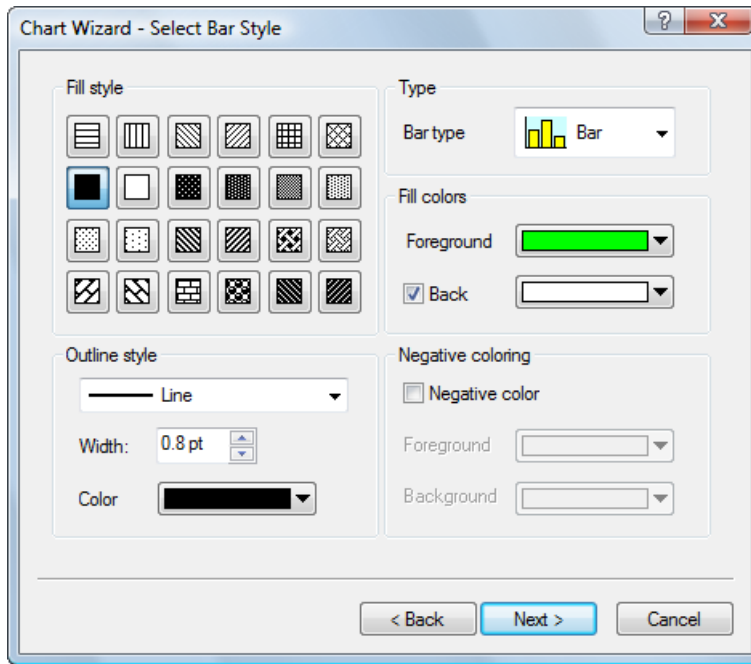 Chart Wizard - Select Bar Style
Fill style
Type
Bar type
Bar
Fill colors
Foreground
Back
Outline style
Line
Width:
0.8 pt
Color
Negative coloring
Negative color
Foreground
Background
< Back
Next >
Cancel